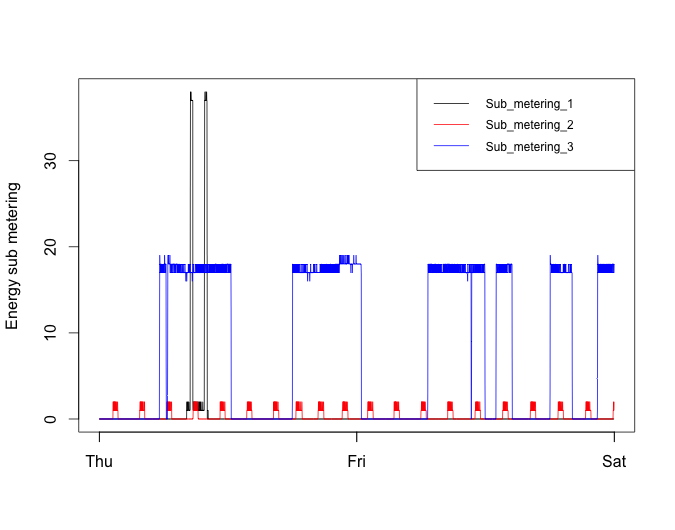 Sub_metering_1
Sub_metering_2
Sub_metering_3
Energy sub metering
30
20
10
0
Thu Fri Sat